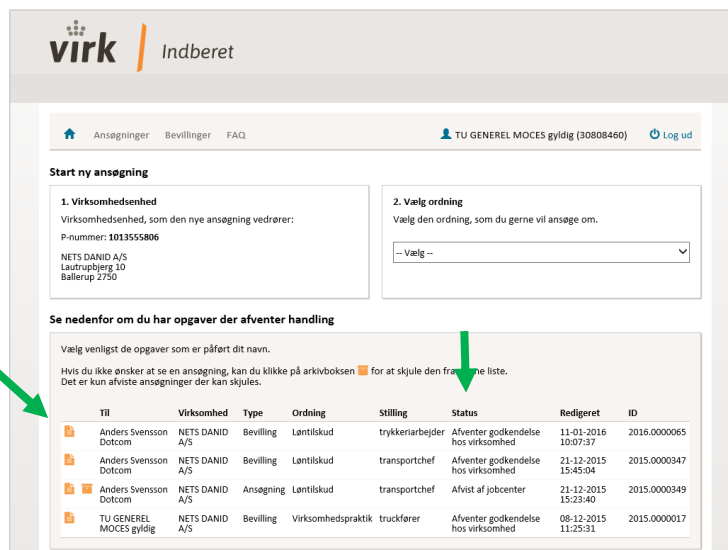 virk Indberet
Ansøgninger Bevillinger FAQ TU GENEREL MOCES gyldig (30808460) Log ud
Start ny ansøgning
1. Virksomhedsenhed
Virksomhedsenhed, som den nye ansøgning vedrører:
P-nummer: 1013555806
NETS DANID A/S
Lautrupbjerg 10
Ballerup 2750
2. Vælg ordning
Vælg den ordning, som du gerne vil ansøge om.
-- Vælg --
Se nedenfor om du har opgaver der afventer handling
Vælg venligst de opgaver som er påført dit navn.
Hvis du ikke ønsker at se en ansøgning, kan du klikke på arkivboksen for at skjule den liste.
Det er kun afviste ansøgninger der kan skjules.
Til Virksomhed Type Ordning Stilling Status Redigeret ID
Anders Svensson Dotcom NETS DANID A/S Bevilling Løntilskud trykkeriarbejder Afventer godkendelse hos virksomhed 11-01-2016 10:07:37 2016.0000065
Anders Svensson Dotcom NETS DANID A/S Bevilling Løntilskud transportchef Afventer godkendelse hos virksomhed 21-12-2015 15:45:04 2015.0000347
Anders Svensson Dotcom NETS DANID A/S Ansøgning Løntilskud transportchef Afvist af jobcenter 21-12-2015 15:23:40 2015.0000349
TU GENEREL MOCES gyldig NETS DANID A/S Bevilling Virksomhedspraktik truckfører Afventer godkendelse hos virksomhed 08-12-2015 11:25:31 2015.0000017